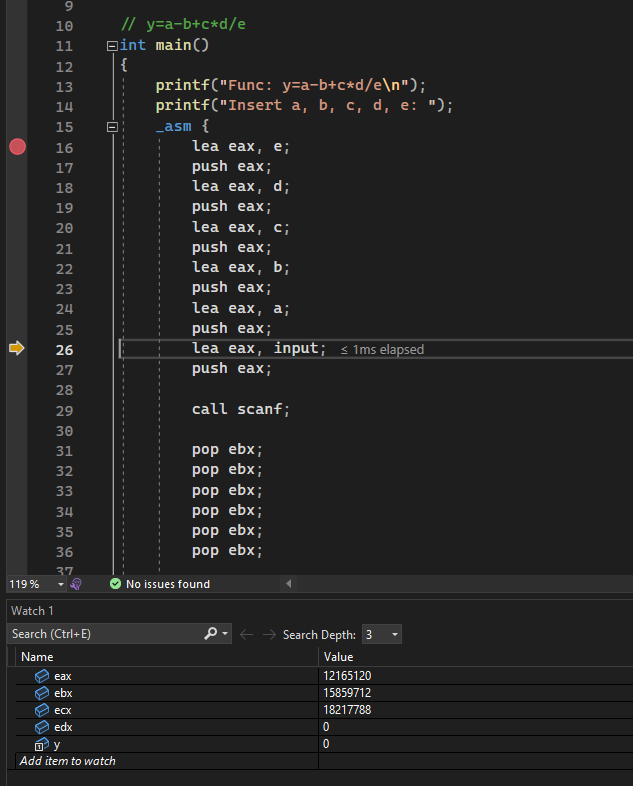 9
10 // y=a-b+c*d/e
11 int main()
12 {
13 printf("Func: y=a-b+c*d/e\n");
14 printf("Insert a, b, c, d, e: ");
15 _asm {
16 lea eax, e;
17 push eax;
18 lea eax, d;
19 push eax;
20 lea eax, c;
21 push eax;
22 lea eax, b;
23 push eax;
24 lea eax, a;
25 push eax;
26 lea eax, input; ≤ 1ms elapsed
27 push eax;
28
29 call scanf;
30
31 pop ebx;
32 pop ebx;
33 pop ebx;
34 pop ebx;
35 pop ebx;
36 pop ebx;
37
119 % No issues found
Watch 1
Search (Ctrl+E) Search Depth: 3
Name Value
eax 12165120
ebx 15859712
ecx 18217788
edx 0
y 0
Add item to watch